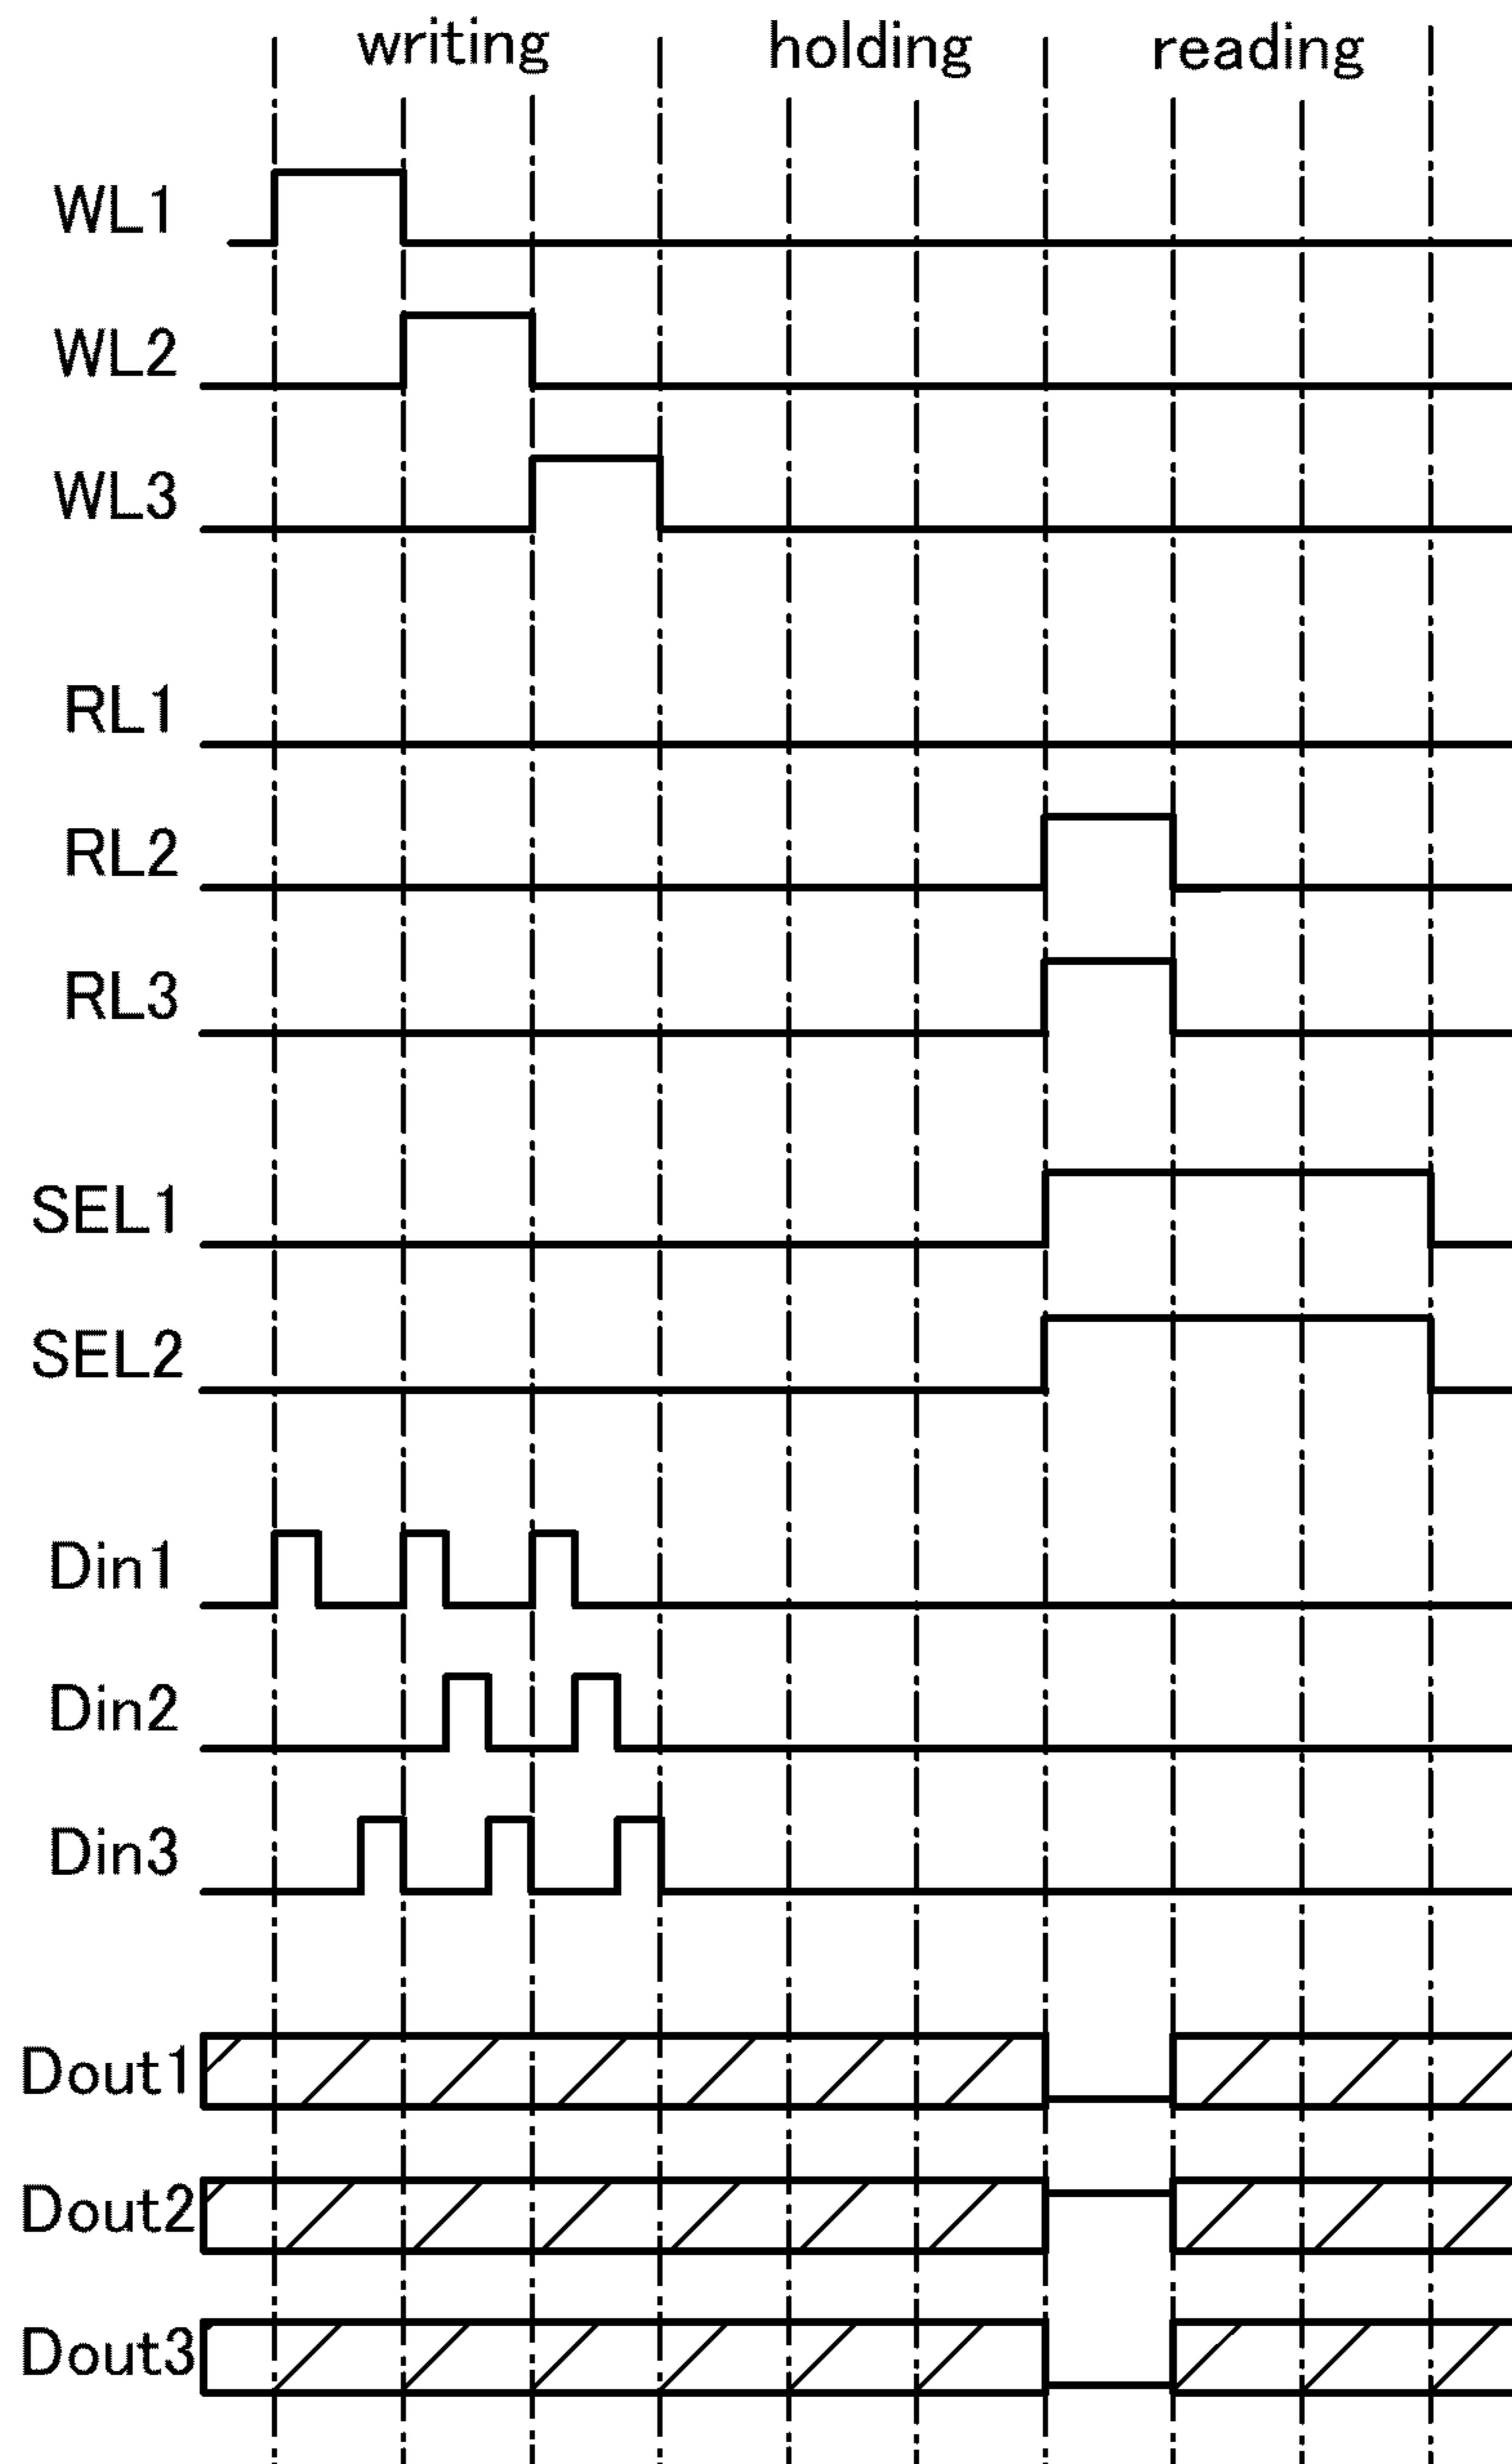 writing holding reading
WL1
WL2
WL3
RL1
RL2
RL3
SEL1
SEL2
Din1
Din2
Din3
Dout1
Dout2
Dout3